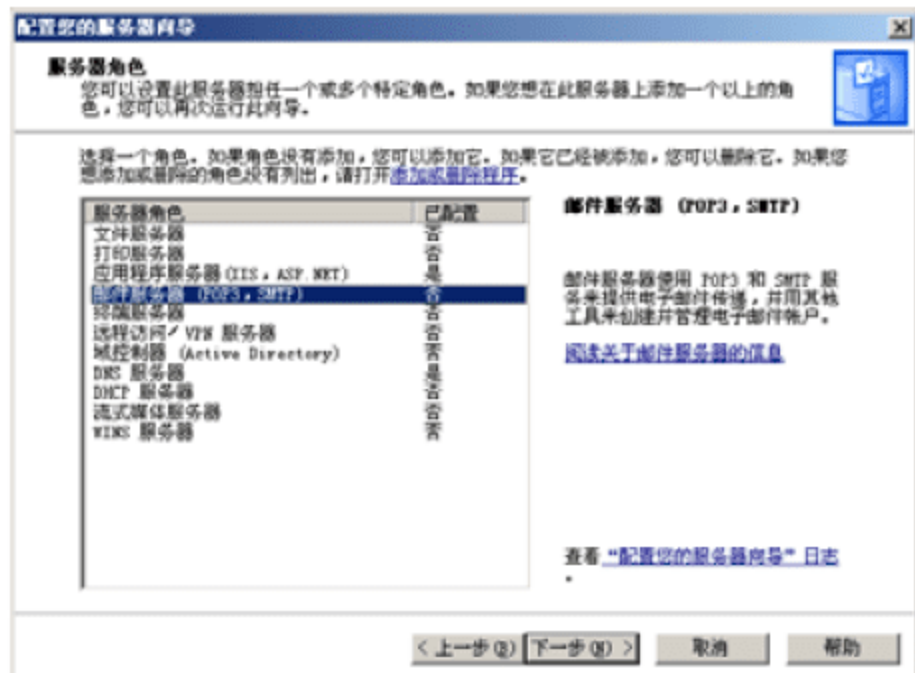 配置您的服务器向导
服务器角色
您可以设置此服务器担任一个或多个特定角色。如果您想在此服务器上添加一个以上的角
色，您可以再次运行此向导。
选择一个角色。如果角色没有添加，您可以添加它。如果它已经被添加，您可以删除它。如果您
想添加或删除的角色没有列出，请打开添加或删除程序。
服务器角色 已配置
文件服务器 否
打印服务器 否
应用程序服务器(IIS，ASP.NET) 是
邮件服务器 (POP3，SMTP) 否
终端服务器 否
远程访问/VPN 服务器 否
域控制器 (Active Directory) 否
DNS 服务器 是
DHCP 服务器 否
流式媒体服务器 否
WINS 服务器 否
邮件服务器 (POP3，SMTP)
邮件服务器使用 POP3 和 SMTP 服
务来提供电子邮件传递，并用其他
工具来创建并管理电子邮件帐户。
阅读关于邮件服务器的信息
查看“配置您的服务器向导”日志
。
< 上一步(B) 下一步(N) > 取消 帮助